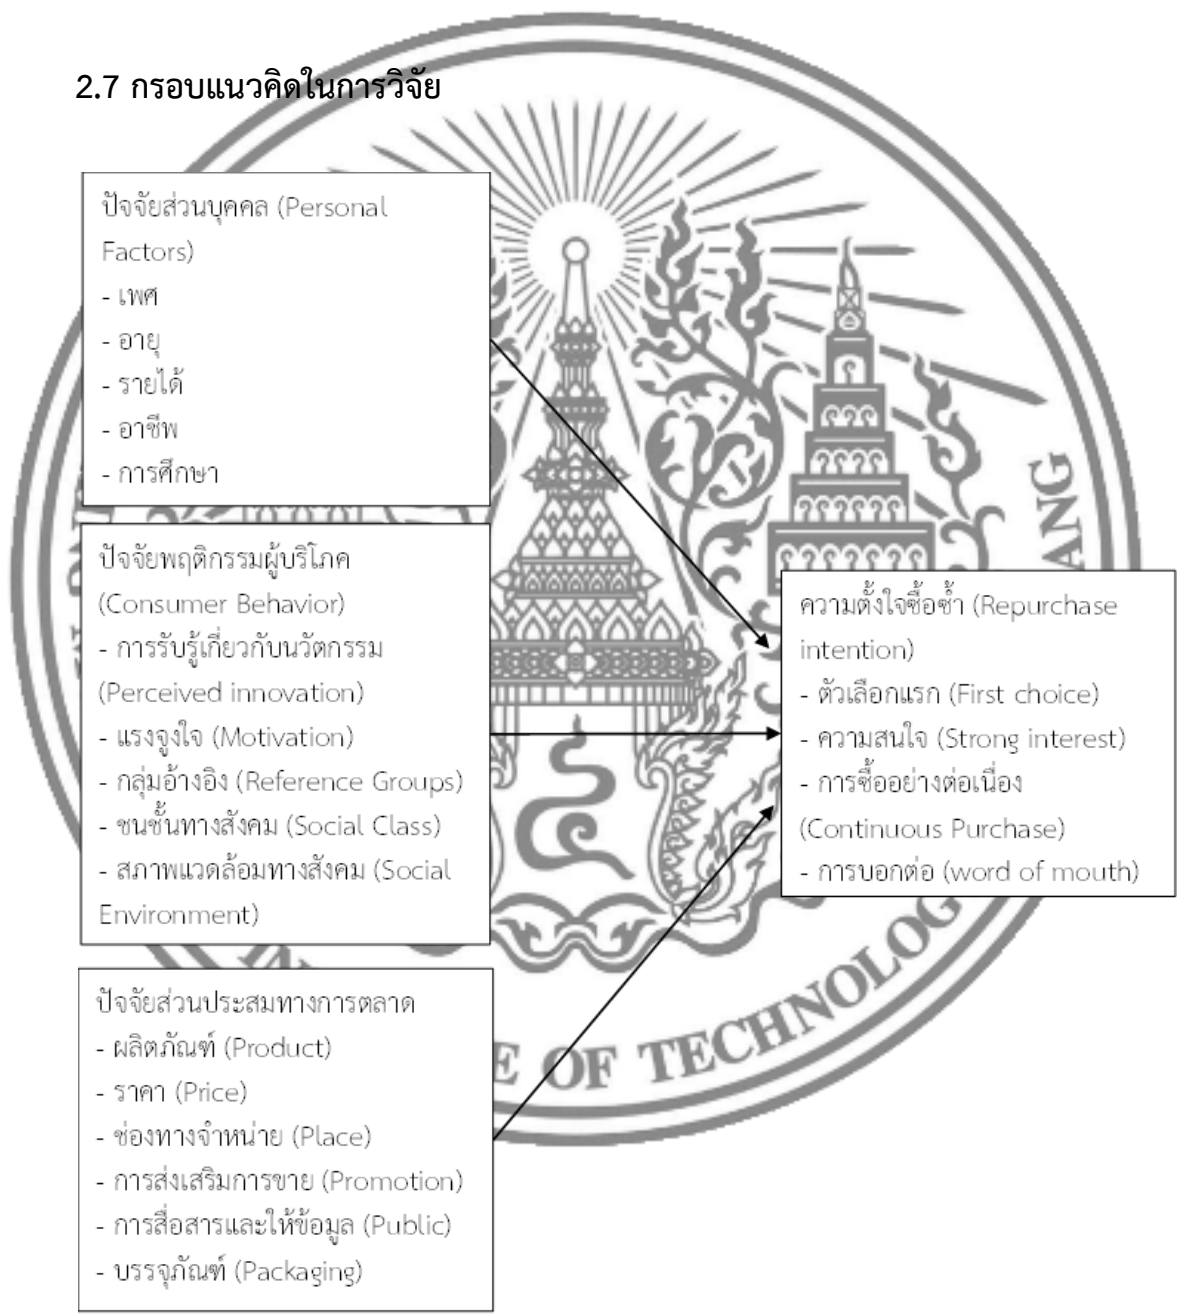 2.7 กรอบแนวคิดในการวิจัย
ปัจจัยส่วนบุคคล (Personal
Factors)
- เพศ
- อายุ
- รายได้
- อาชีพ
- การศึกษา
ปัจจัยพฤติกรรมผู้บริโภค
(Consumer Behavior)
- การรับรู้เกี่ยวกับนวัตกรรม
(Perceived innovation)
- แรงจูงใจ (Motivation)
- กลุ่มอ้างอิง (Reference Groups)
- ชนชั้นทางสังคม (Social Class)
- สภาพแวดล้อมทางสังคม (Social
Environment)
ปัจจัยส่วนประสมทางการตลาด
- ผลิตภัณฑ์ (Product)
- ราคา (Price)
- ช่องทางจำหน่าย (Place)
- การส่งเสริมการขาย (Promotion)
- การสื่อสารและให้ข้อมูล (Public)
- บรรจุภัณฑ์ (Packaging)
ความตั้งใจซื้อซ้ำ (Repurchase
intention)
- ตัวเลือกแรก (First choice)
- ความสนใจ (Strong interest)
- การซื้ออย่างต่อเนื่อง
(Continuous Purchase)
- การบอกต่อ (word of mouth)
OF TECHNOLOG
ANG